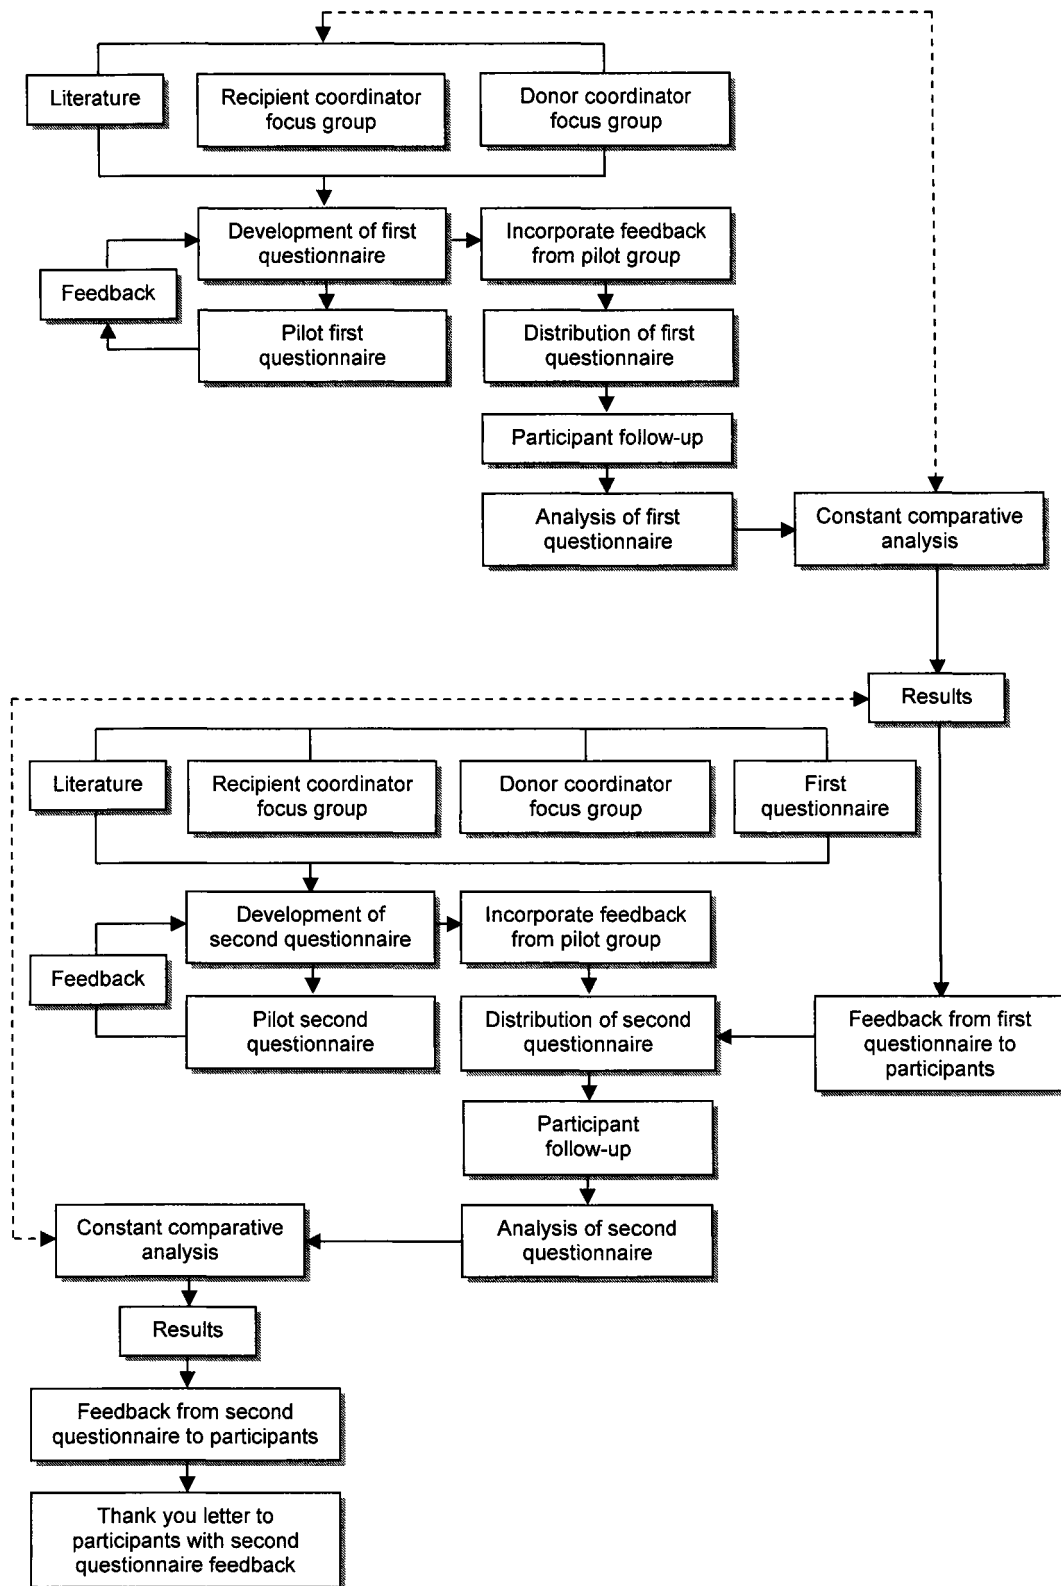 Literature
Recipient coordinator
focus group
Donor coordinator
focus group
Development of first
questionnaire
Incorporate feedback
from pilot group
Feedback
Pilot first
questionnaire
Distribution of first
questionnaire
Participant follow-up
Analysis of first
questionnaire
Constant comparative
analysis
Results
Literature
Recipient coordinator
focus group
Donor coordinator
focus group
First
questionnaire
Development of
second questionnaire
Incorporate feedback
from pilot group
Feedback
Pilot second
questionnaire
Distribution of second
questionnaire
Feedback from first
questionnaire to
participants
Participant
follow-up
Constant comparative
analysis
Analysis of second
questionnaire
Results
Feedback from second
questionnaire to participants
Thank you letter to
participants with second
questionnaire feedback